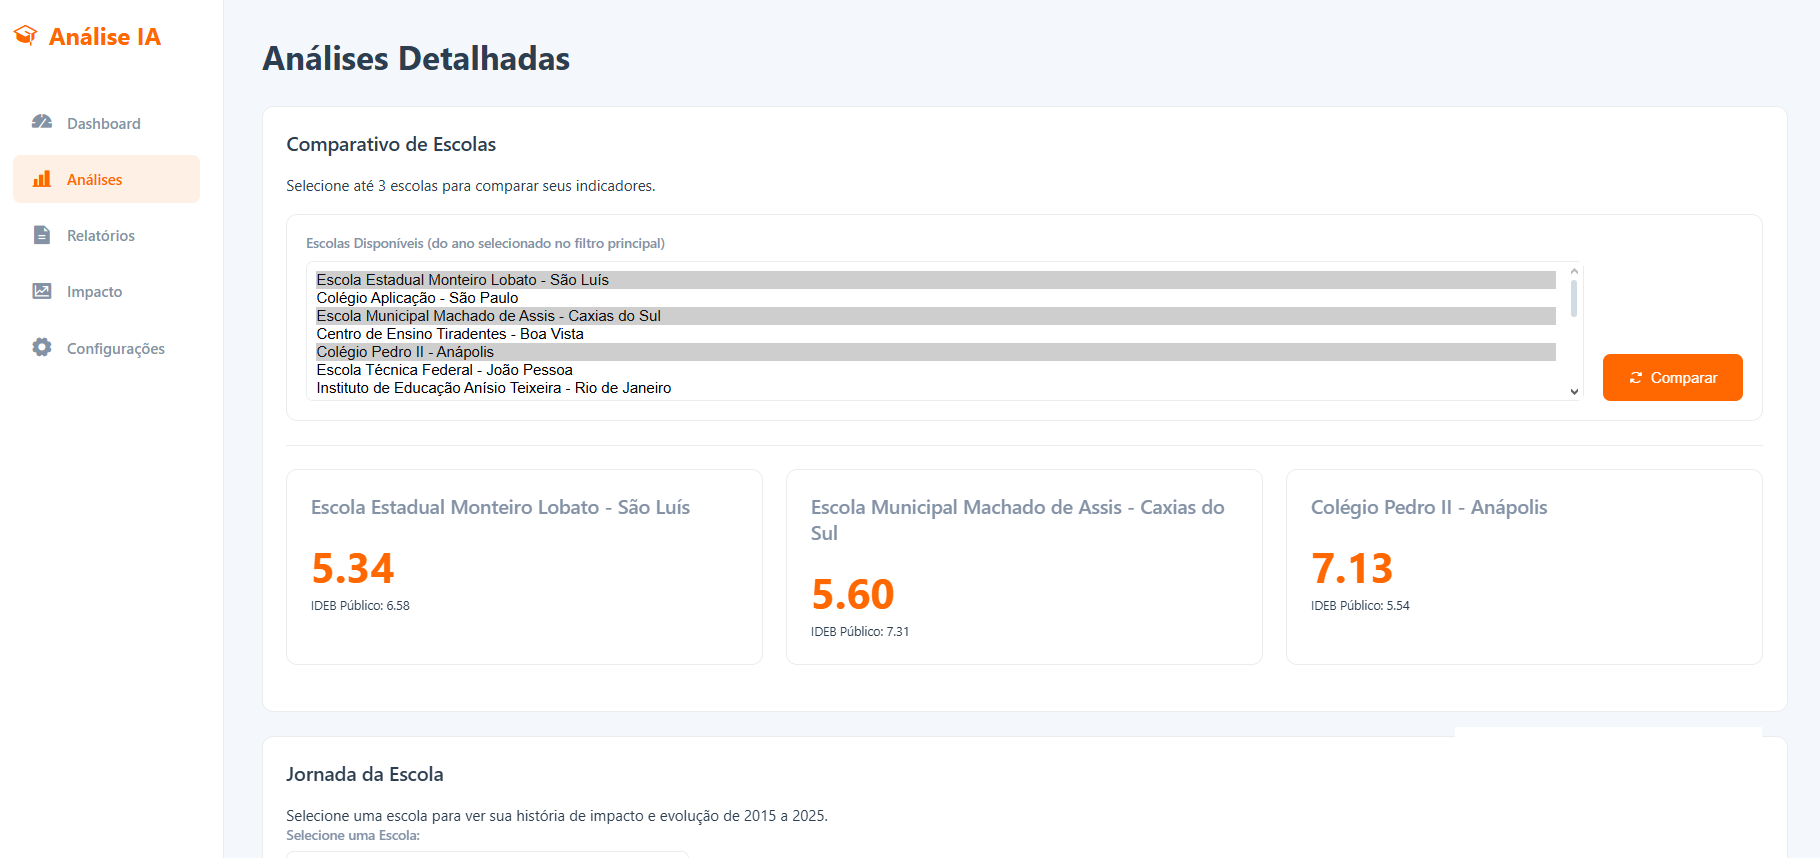 Análise IA
Dashboard
Análises
Relatórios
Impacto
Configurações
Análises Detalhadas
Comparativo de Escolas
Selecione até 3 escolas para comparar seus indicadores.
Escolas Disponíveis (do ano selecionado no filtro principal)
Escola Estadual Monteiro Lobato - São Luís
Colégio Aplicação - São Paulo
Escola Municipal Machado de Assis - Caxias do Sul
Centro de Ensino Tiradentes - Boa Vista
Colégio Pedro II - Anápolis
Escola Técnica Federal - João Pessoa
Instituto de Educação Anísio Teixeira - Rio de Janeiro
Comparar
Escola Estadual Monteiro Lobato - São Luís
5.34
IDEB Público: 6.58
Escola Municipal Machado de Assis - Caxias do
Sul
5.60
IDEB Público: 7.31
Colégio Pedro II - Anápolis
7.13
IDEB Público: 5.54
Jornada da Escola
Selecione uma escola para ver sua história de impacto e evolução de 2015 a 2025.
Selecione uma Escola: